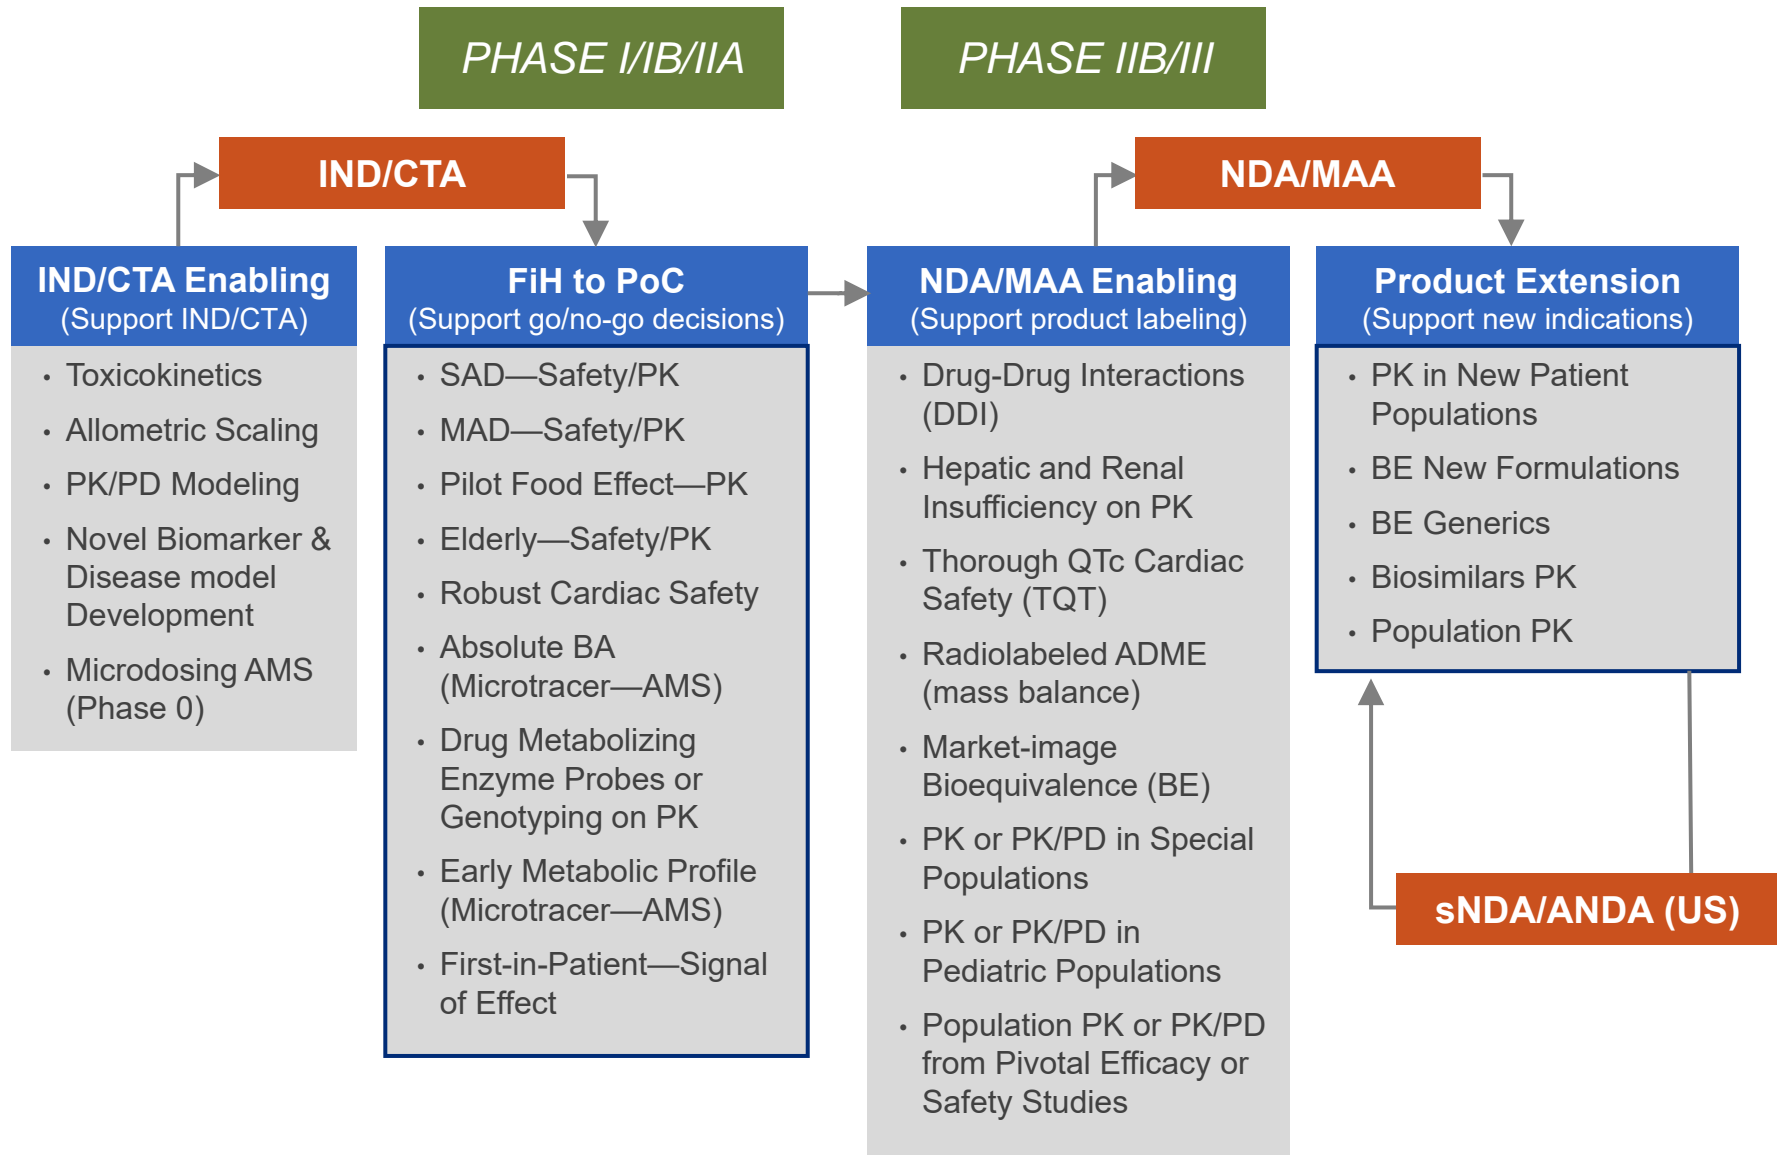 PHASE I/IB/IIA
PHASE IIB/III
IND/CTA
NDA/MAA
IND/CTA Enabling
(Support IND/CTA)
• Toxicokinetics
• Allometric Scaling
• PK/PD Modeling
• Novel Biomarker &
Disease model
Development
• Microdosing AMS
(Phase 0)
FiH to PoC
(Support go/no-go decisions)
• SAD—Safety/PK
• MAD—Safety/PK
• Pilot Food Effect—PK
• Elderly—Safety/PK
• Robust Cardiac Safety
• Absolute BA
(Microtracer—AMS)
• Drug Metabolizing
Enzyme Probes or
Genotyping on PK
• Early Metabolic Profile
(Microtracer—AMS)
• First-in-Patient—Signal
of Effect
NDA/MAA Enabling
(Support product labeling)
• Drug-Drug Interactions
(DDI)
• Hepatic and Renal
Insufficiency on PK
• Thorough QTc Cardiac
Safety (TQT)
• Radiolabeled ADME
(mass balance)
• Market-image
Bioequivalence (BE)
• PK or PK/PD in Special
Populations
• PK or PK/PD in
Pediatric Populations
• Population PK or PK/PD
from Pivotal Efficacy or
Safety Studies
Product Extension
(Support new indications)
• PK in New Patient
Populations
• BE New Formulations
• BE Generics
• Biosimilars PK
• Population PK
sNDA/ANDA (US)